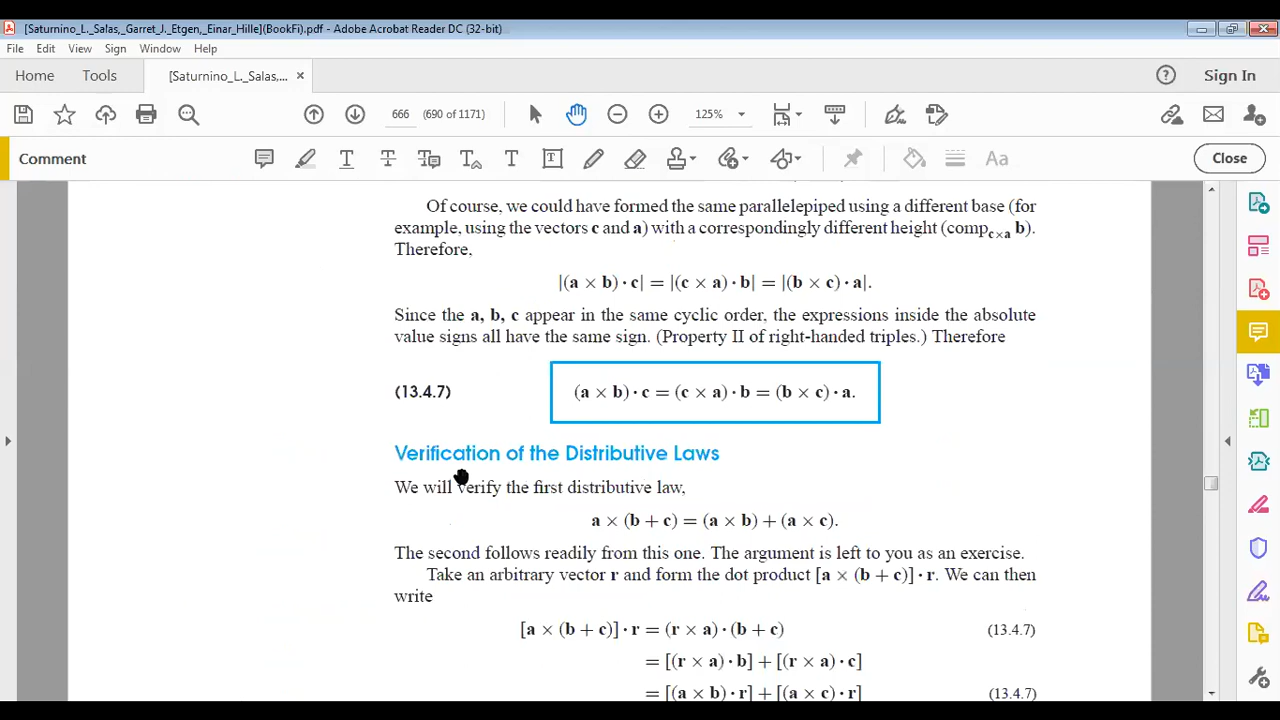 [Saturnino_L._Salas,_Garret_J._Etgen,_Einar_Hille](BookFi).pdf - Adobe Acrobat Reader DC (32-bit)
File Edit View Sign Window Help
Home Tools [Saturnino_L._Salas,... × Sign In
666 (690 of 1171) 125%
Comment Close
Of course, we could have formed the same parallelepiped using a different base (for
example, using the vectors c and a) with a correspondingly different height (comp_c×a b).
Therefore,
|(a × b) · c| = |(c × a) · b| = |(b × c) · a|.
Since the a, b, c appear in the same cyclic order, the expressions inside the absolute
value signs all have the same sign. (Property II of right-handed triples.) Therefore
(13.4.7) (a × b) · c = (c × a) · b = (b × c) · a.
Verification of the Distributive Laws
We will verify the first distributive law,
a × (b + c) = (a × b) + (a × c).
The second follows readily from this one. The argument is left to you as an exercise.
Take an arbitrary vector r and form the dot product [a × (b + c)] · r. We can then
write
[a × (b + c)] · r = (r × a) · (b + c) (13.4.7)
= [(r × a) · b] + [(r × a) · c]
= [(a × b) · r] + [(a × c) · r] (13.4.7)